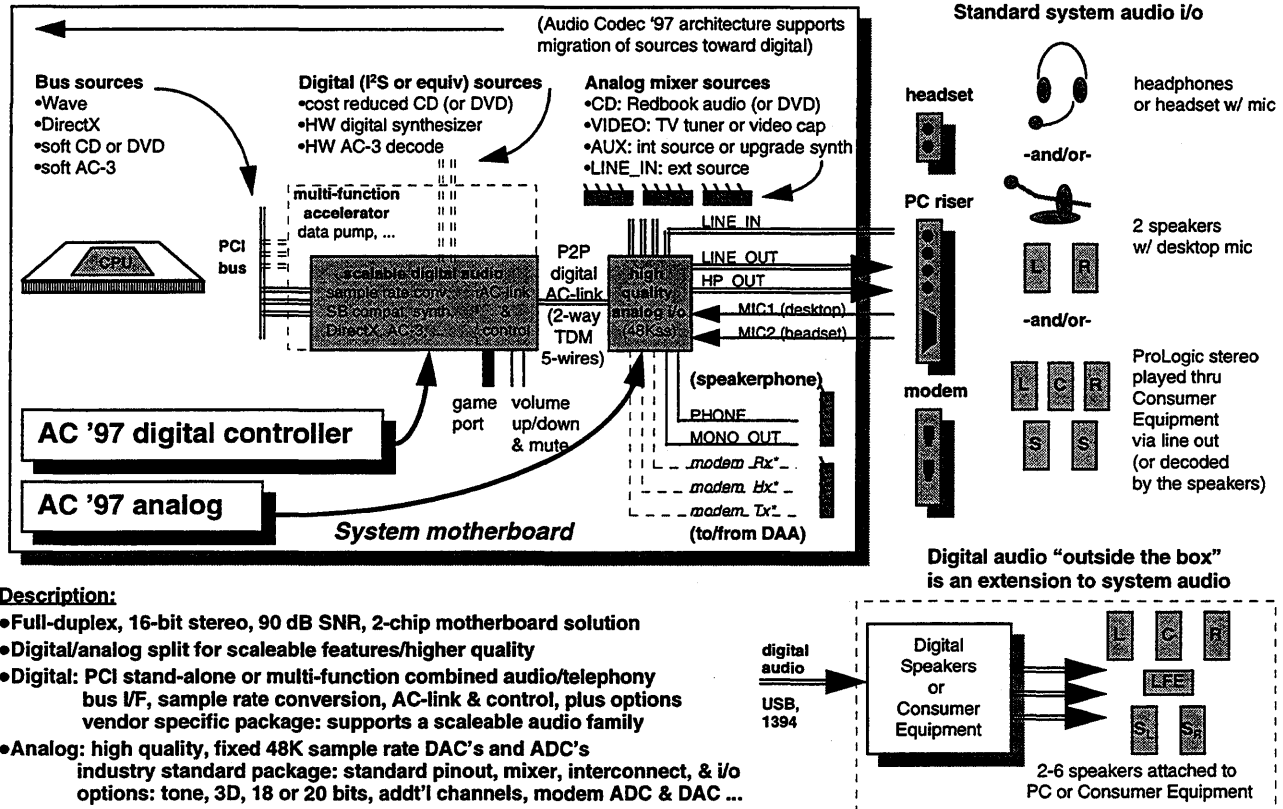 (Audio Codec '97 architecture supports
migration of sources toward digital)
Bus sources
•Wave
•DirectX
•soft CD or DVD
•soft AC-3
Digital (I²S or equiv) sources
•cost reduced CD (or DVD)
•HW digital synthesizer
•HW AC-3 decode
Analog mixer sources
•CD: Redbook audio (or DVD)
•VIDEO: TV tuner or video cap
•AUX: int source or upgrade synth
•LINE_IN: ext source
multi-function
accelerator
data pump, ...
PCI
bus
CPU
scalable digital audio
sample rate conv. AC-link
SB compat, synth, ... &
DirectX, AC-3, ... control
P2P
digital
AC-link
(2-way
TDM
5-wires)
high
quality
analog i/o
(48Kss)
LINE_IN
LINE_OUT
HP_OUT
MIC1 (desktop)
MIC2 (headset)
game
port
volume
up/down
& mute
(speakerphone)
PHONE
MONO_OUT
modem_Rx*
modem_Hx*
modem_Tx*
(to/from DAA)
AC '97 digital controller
AC '97 analog
System motherboard
Standard system audio i/o
headset
PC riser
modem
headphones
or headset w/ mic
-and/or-
2 speakers
w/ desktop mic
L R
-and/or-
L C R
S S
ProLogic stereo
played thru
Consumer
Equipment
via line out
(or decoded
by the speakers)
Digital audio “outside the box”
is an extension to system audio
digital
audio
USB,
1394
Digital
Speakers
or
Consumer
Equipment
L C R
LFE
SL SR
2-6 speakers attached to
PC or Consumer Equipment
Description:
•Full-duplex, 16-bit stereo, 90 dB SNR, 2-chip motherboard solution
•Digital/analog split for scaleable features/higher quality
•Digital: PCI stand-alone or multi-function combined audio/telephony
bus I/F, sample rate conversion, AC-link & control, plus options
vendor specific package: supports a scaleable audio family
•Analog: high quality, fixed 48K sample rate DAC's and ADC's
industry standard package: standard pinout, mixer, interconnect, & i/o
options: tone, 3D, 18 or 20 bits, addt'l channels, modem ADC & DAC ...